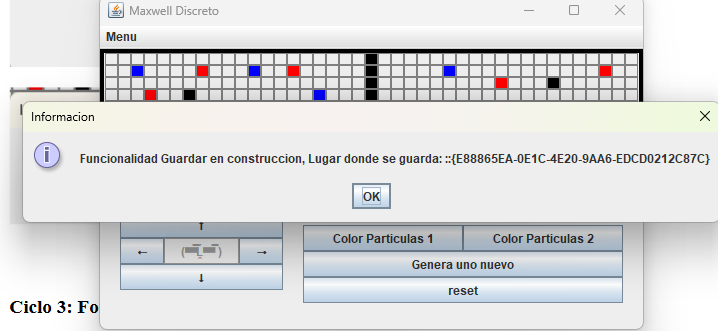 Maxwell Discreto
Menu
Informacion
Funcionalidad Guardar en construccion, Lugar donde se guarda: ::{E88865EA-0E1C-4E20-9AA6-EDCD0212C87C}
OK
↑
← →
↓
Color Particulas 1 Color Particulas 2
Genera uno nuevo
reset
Ciclo 3: Fo